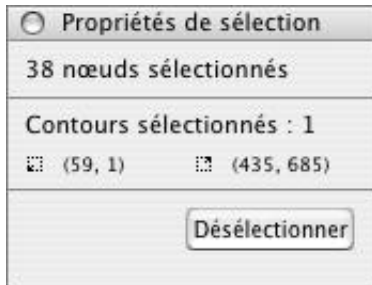 Propriétés de sélection
38 nœuds sélectionnés
Contours sélectionnés : 1
(59, 1) (435, 685)
Désélectionner